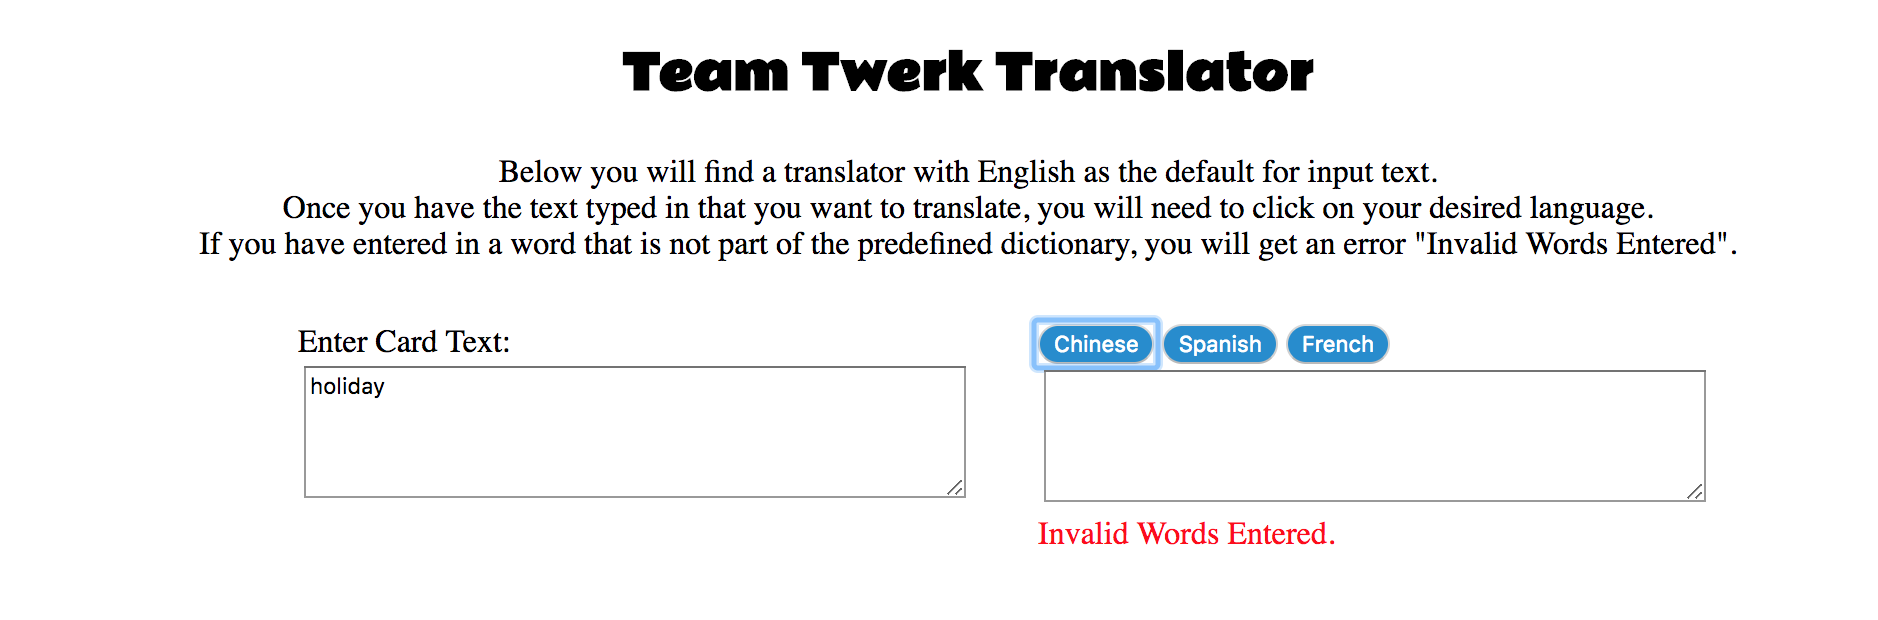 Team Twerk Translator
Below you will find a translator with English as the default for input text.
Once you have the text typed in that you want to translate, you will need to click on your desired language.
If you have entered in a word that is not part of the predefined dictionary, you will get an error "Invalid Words Entered".
Enter Card Text:
holiday
Chinese Spanish French
Invalid Words Entered.